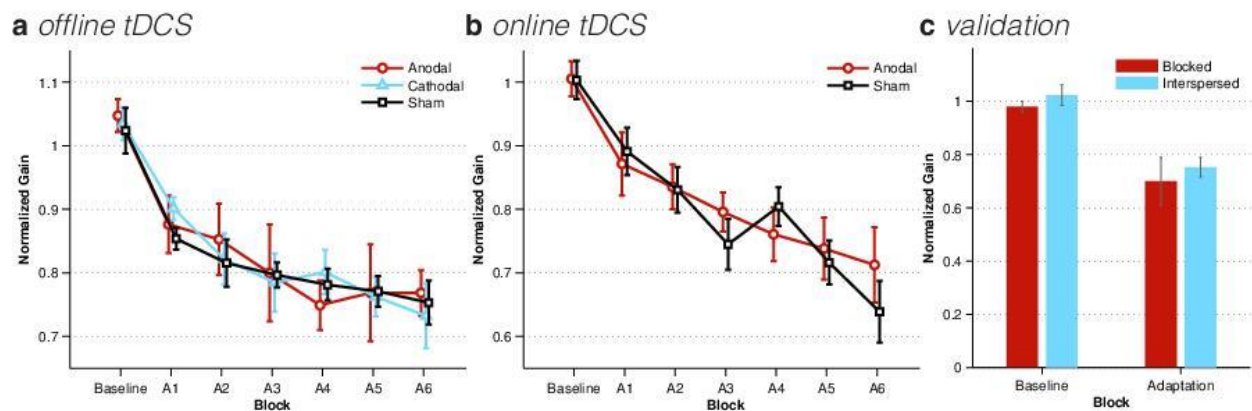 a offline tDCS
1.1
1
0.9
0.8
0.7
Normalized Gain
Anodal
Cathodal
Sham
Baseline A1 A2 A3 A4 A5 A6
Block
b online tDCS
1
0.9
0.8
0.7
0.6
Normalized Gain
Anodal
Sham
Baseline A1 A2 A3 A4 A5 A6
Block
c validation
1
0.8
0.6
0.4
0.2
0
Normalized Gain
Blocked
Interspersed
Baseline Adaptation
Block